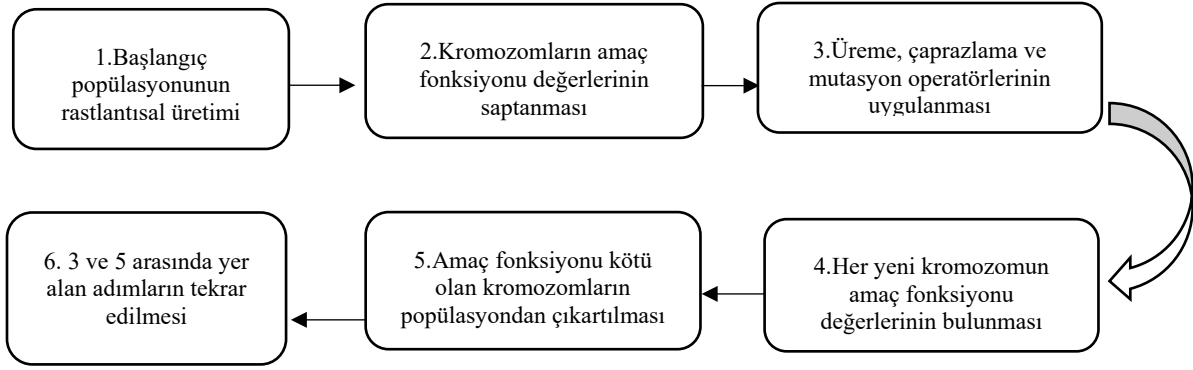 1.Başlangıç
popülasyonunun
rastlantısal üretimi
2.Kromozomların amaç
fonksiyonu değerlerinin
saptanması
3.Üreme, çaprazlama ve
mutasyon operatörlerinin
uygulanması
4.Her yeni kromozomun
amaç fonksiyonu
değerlerinin bulunması
5.Amaç fonksiyonu kötü
olan kromozomların
popülasyondan çıkartılması
6. 3 ve 5 arasında yer
alan adımların tekrar
edilmesi